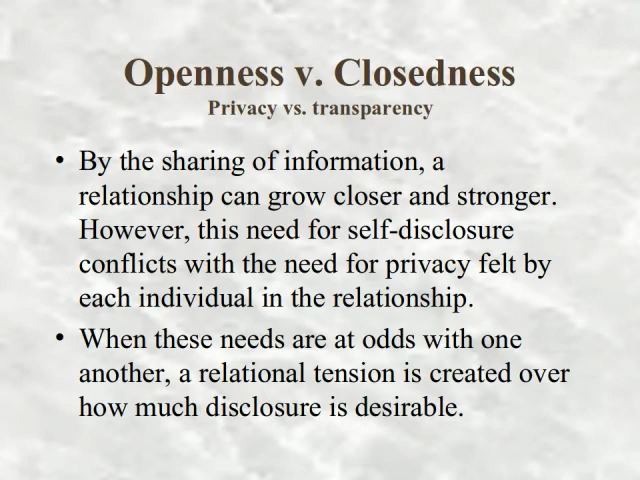 Openness v. Closedness
Privacy vs. transparency
• By the sharing of information, a
relationship can grow closer and stronger.
However, this need for self-disclosure
conflicts with the need for privacy felt by
each individual in the relationship.
• When these needs are at odds with one
another, a relational tension is created over
how much disclosure is desirable.